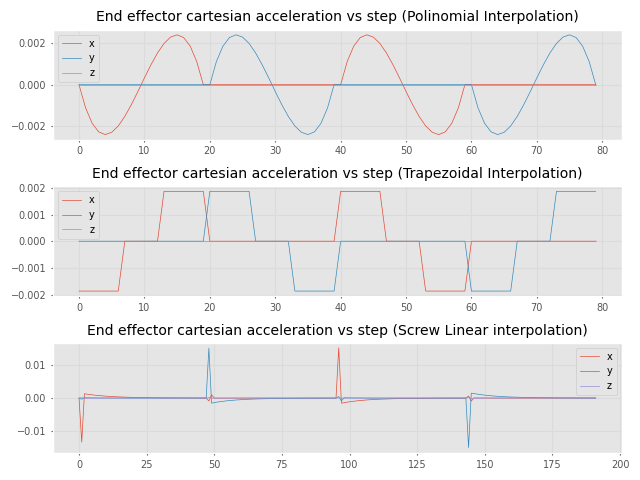 End effector cartesian acceleration vs step (Polinomial Interpolation)
0.002
0.000
−0.002
x
y
z
0 10 20 30 40 50 60 70 80
End effector cartesian acceleration vs step (Trapezoidal Interpolation)
0.002
0.001
0.000
−0.001
−0.002
x
y
z
0 10 20 30 40 50 60 70 80
End effector cartesian acceleration vs step (Screw Linear interpolation)
0.01
0.00
−0.01
x
y
z
0 25 50 75 100 125 150 175 200